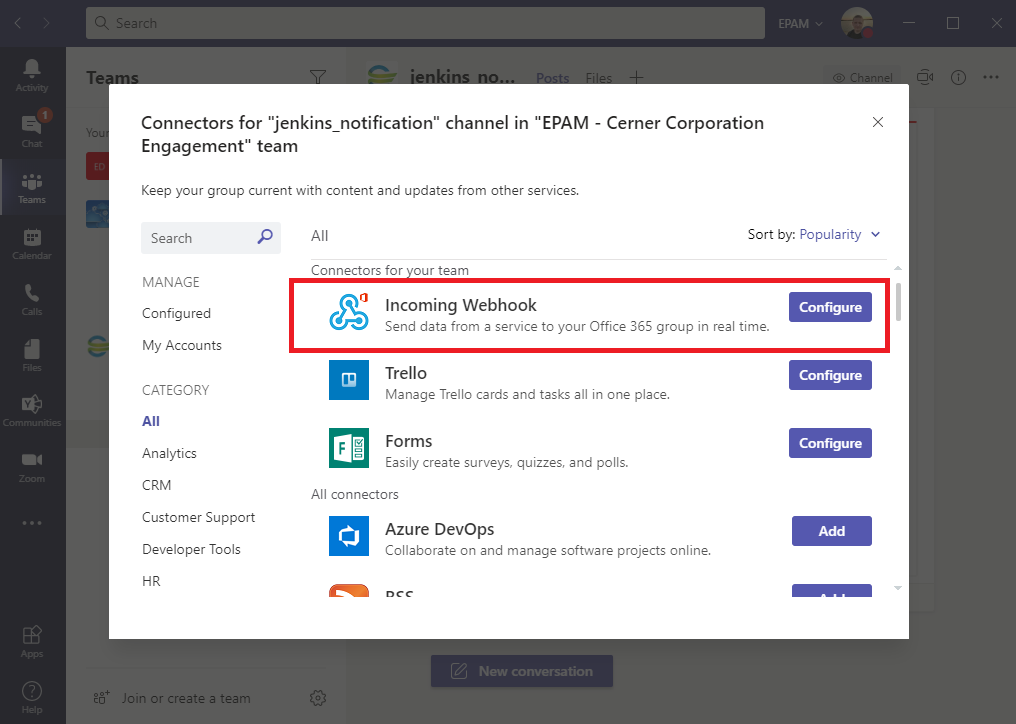 Search
EPAM
Activity
Chat
1
Teams
Calendar
Calls
Files
Communities
Zoom
Apps
Help
Teams
Your
ED
Join or create a team
jenkins_no...
Posts
Files
Channel
Connectors for "jenkins_notification" channel in "EPAM - Cerner Corporation
Engagement" team
Keep your group current with content and updates from other services.
Search
MANAGE
Configured
My Accounts
CATEGORY
All
Analytics
CRM
Customer Support
Developer Tools
HR
All
Sort by: Popularity
Connectors for your team
Incoming Webhook
Send data from a service to your Office 365 group in real time.
Configure
Trello
Manage Trello cards and tasks all in one place.
Configure
Forms
Easily create surveys, quizzes, and polls.
Configure
All connectors
Azure DevOps
Collaborate on and manage software projects online.
Add
RSS
Add
New conversation